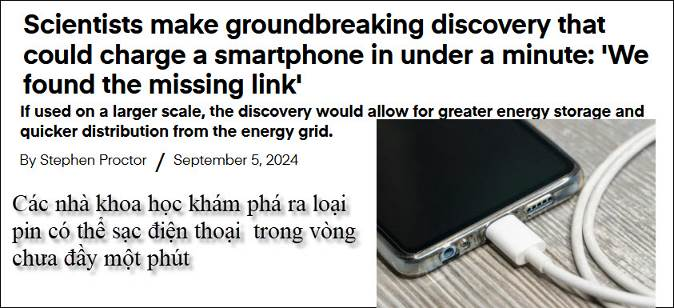 Scientists make groundbreaking discovery that
could charge a smartphone in under a minute: 'We
found the missing link'
If used on a larger scale, the discovery would allow for greater energy storage and
quicker distribution from the energy grid.
By Stephen Proctor / September 5, 2024
Các nhà khoa học khám phá ra loại
pin có thể sạc điện thoại trong vòng
chưa đầy một phút